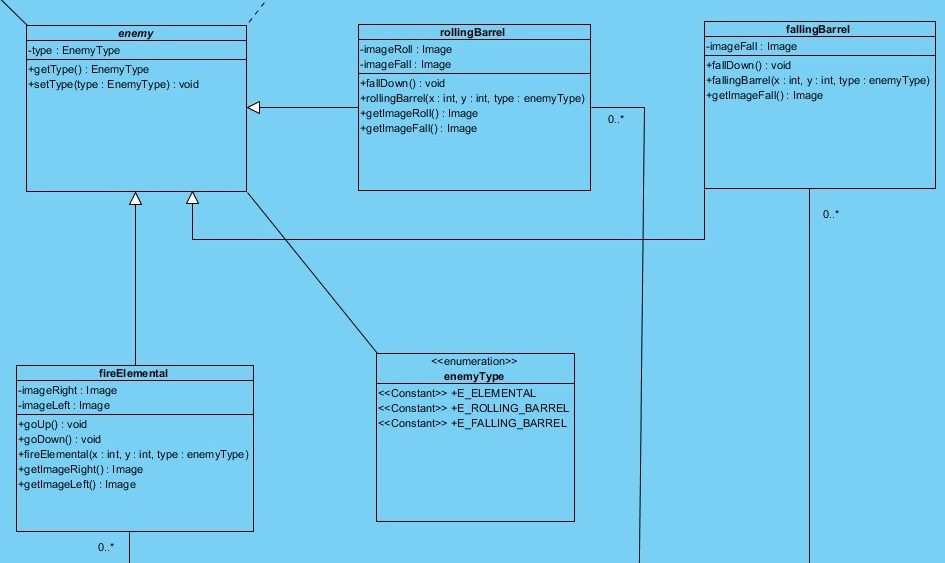 enemy
-type : EnemyType
+getType() : EnemyType
+setType(type : EnemyType) : void
rollingBarrel
-imageRoll : Image
-imageFall : Image
+fallDown() : void
+rollingBarrel(x : int, y : int, type : enemyType)
+getImageRoll() : Image
+getImageFall() : Image
0..*
fallingBarrel
-imageFall : Image
+fallDown() : void
+fallingBarrel(x : int, y : int, type : enemyType)
+getImageFall() : Image
0..*
fireElemental
-imageRight : Image
-imageLeft : Image
+goUp() : void
+goDown() : void
+fireElemental(x : int, y : int, type : enemyType)
+getImageRight() : Image
+getImageLeft() : Image
0..*
<<enumeration>>
enemyType
<<Constant>> +E_ELEMENTAL
<<Constant>> +E_ROLLING_BARREL
<<Constant>> +E_FALLING_BARREL